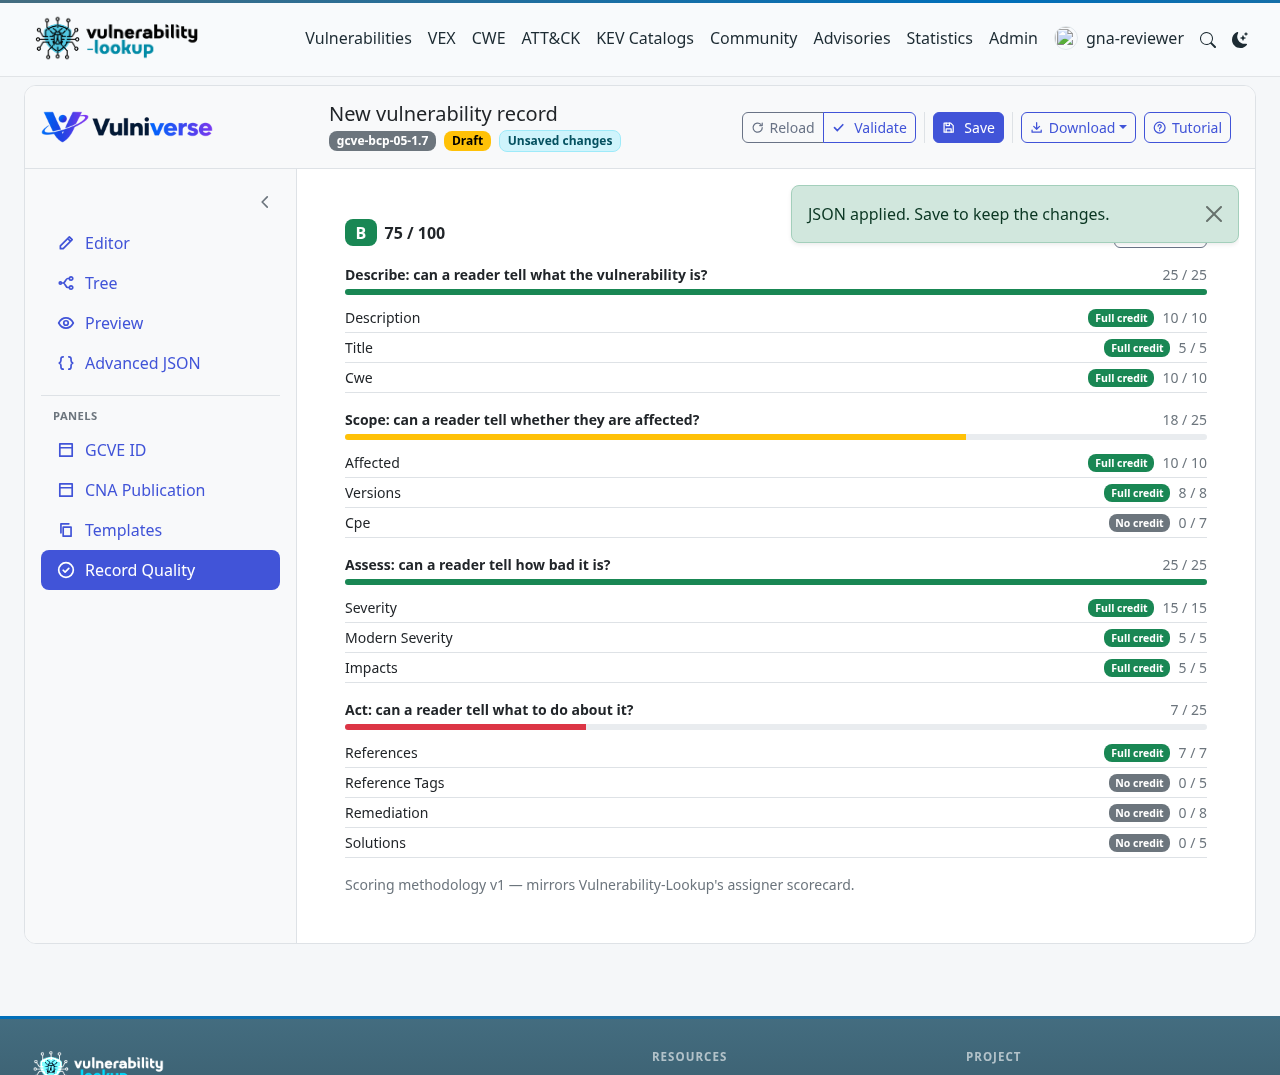 vulnerability
-lookup
Vulnerabilities VEX CWE ATT&CK KEV Catalogs Community Advisories Statistics Admin gna-reviewer
Vulniverse
New vulnerability record
gcve-bcp-05-1.7 Draft Unsaved changes
Reload Validate Save Download Tutorial
JSON applied. Save to keep the changes.
Editor
Tree
Preview
Advanced JSON
PANELS
GCVE ID
CNA Publication
Templates
Record Quality
B 75 / 100
Describe: can a reader tell what the vulnerability is? 25 / 25
Description Full credit 10 / 10
Title Full credit 5 / 5
Cwe Full credit 10 / 10
Scope: can a reader tell whether they are affected? 18 / 25
Affected Full credit 10 / 10
Versions Full credit 8 / 8
Cpe No credit 0 / 7
Assess: can a reader tell how bad it is? 25 / 25
Severity Full credit 15 / 15
Modern Severity Full credit 5 / 5
Impacts Full credit 5 / 5
Act: can a reader tell what to do about it? 7 / 25
References Full credit 7 / 7
Reference Tags No credit 0 / 5
Remediation No credit 0 / 8
Solutions No credit 0 / 5
Scoring methodology v1 — mirrors Vulnerability-Lookup's assigner scorecard.
vulnerability
-lookup
RESOURCES
PROJECT